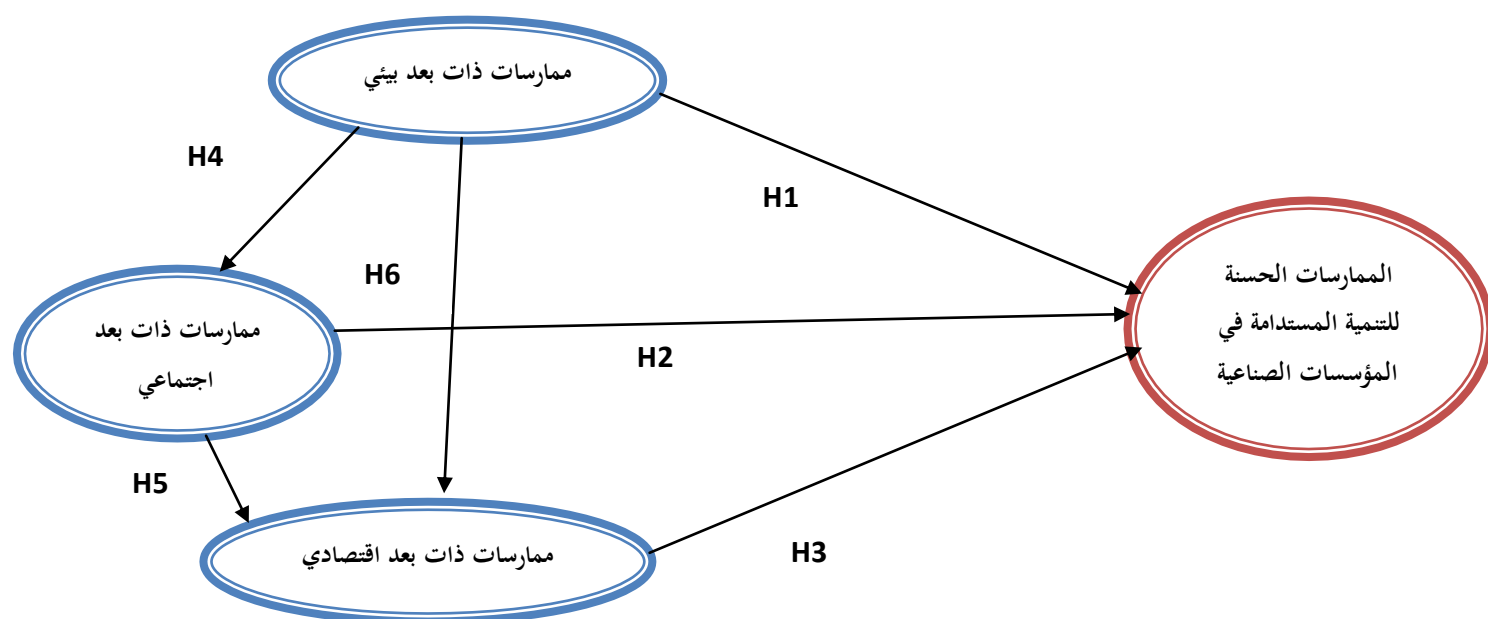 ممارسات ذات بعد بيئي
H4
H1
H6
الممارسات الحسنة
للتنمية المستدامة في
المؤسسات الصناعية
ممارسات ذات بعد
اجتماعي
H2
H5
ممارسات ذات بعد اقتصادي
H3